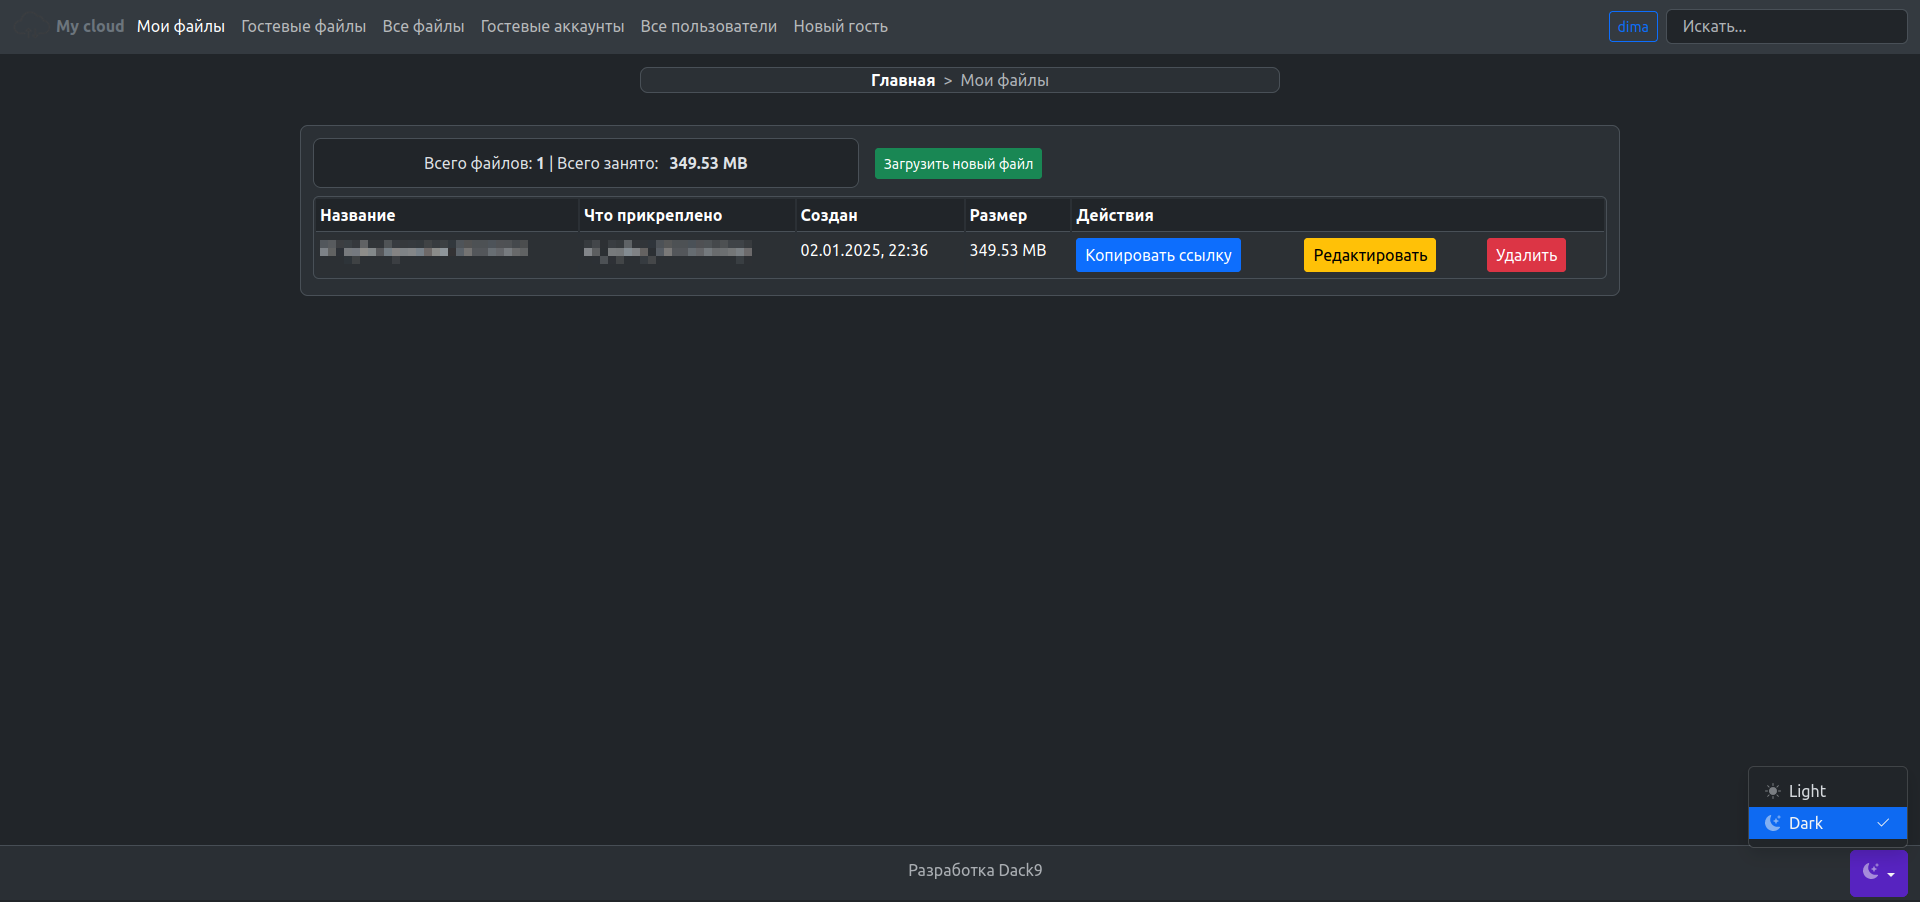 My cloud Мои файлы Гостевые файлы Все файлы Гостевые аккаунты Все пользователи Новый гость dima Искать...
Главная > Мои файлы
Всего файлов: 1 | Всего занято: 349.53 MB Загрузить новый файл
Название Что прикреплено Создан Размер Действия
02.01.2025, 22:36 349.53 MB Копировать ссылку Редактировать Удалить
Light
Dark
Разработка Dack9